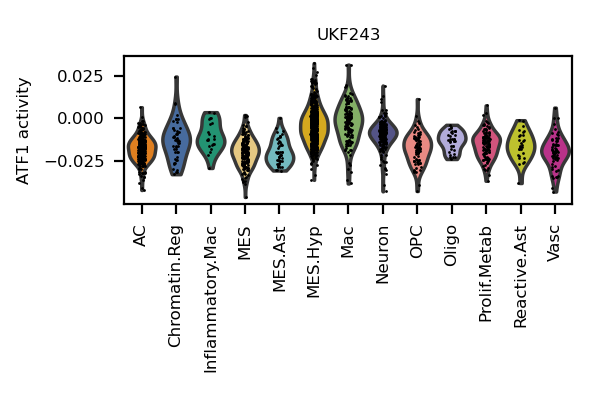 UKF243
ATF1 activity
0.025
0.000
−0.025
AC
Chromatin.Reg
Inflammatory.Mac
MES
MES.Ast
MES.Hyp
Mac
Neuron
OPC
Oligo
Prolif.Metab
Reactive.Ast
Vasc